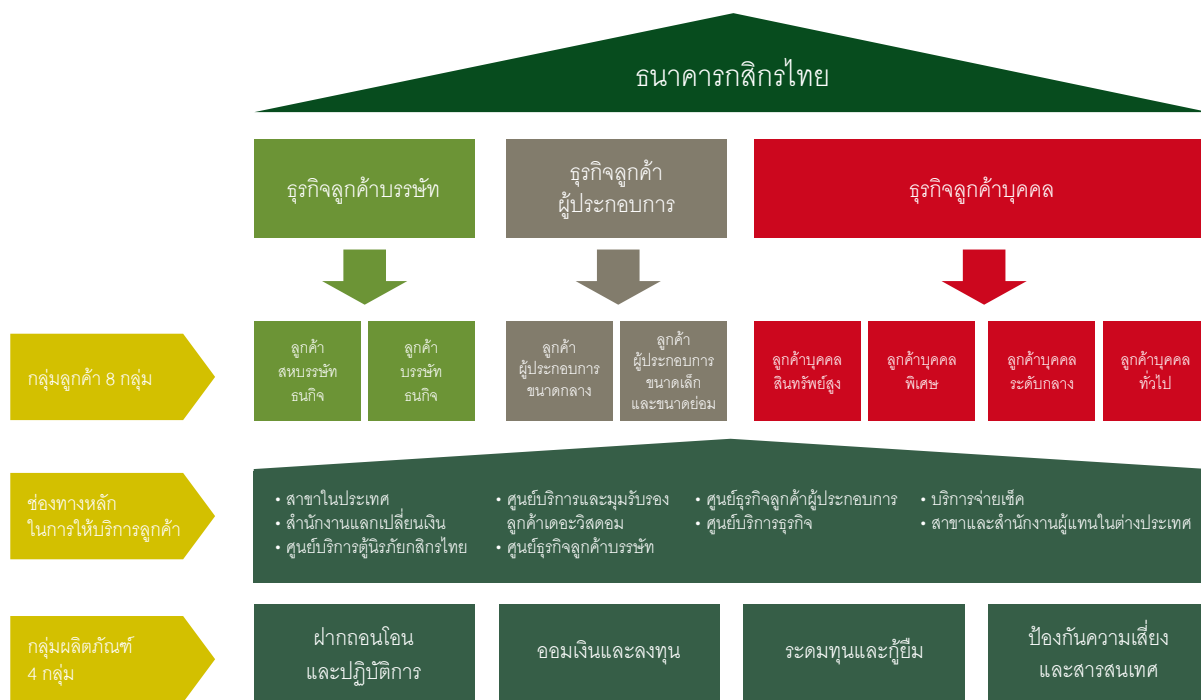 ธนาคารกสิกรไทย
ธุรกิจลูกค้าบรรษัท
ธุรกิจลูกค้า
ผู้ประกอบการ
ธุรกิจลูกค้าบุคคล
กลุ่มลูกค้า 8 กลุ่ม
ลูกค้า
สหบรรษัท
ธนกิจ
ลูกค้า
บรรษัท
ธนกิจ
ลูกค้า
ผู้ประกอบการ
ขนาดกลาง
ลูกค้า
ผู้ประกอบการ
ขนาดเล็ก
และขนาดย่อม
ลูกค้าบุคคล
สินทรัพย์สูง
ลูกค้าบุคคล
พิเศษ
ลูกค้าบุคคล
ระดับกลาง
ลูกค้าบุคคล
ทั่วไป
ช่องทางหลัก
ในการให้บริการลูกค้า
• สาขาในประเทศ
• สำนักงานแลกเปลี่ยนเงิน
• ศูนย์บริการตู้นิรภัยกสิกรไทย
• ศูนย์บริการและมุมรับรอง
ลูกค้าเดอะวิสดอม
• ศูนย์ธุรกิจลูกค้าบรรษัท
• ศูนย์ธุรกิจลูกค้าผู้ประกอบการ
• ศูนย์บริการธุรกิจ
• บริการจ่ายเช็ค
• สาขาและสำนักงานผู้แทนในต่างประเทศ
กลุ่มผลิตภัณฑ์
4 กลุ่ม
ฝากถอนโอน
และปฏิบัติการ
ออมเงินและลงทุน
ระดมทุนและกู้ยืม
ป้องกันความเสี่ยง
และสารสนเทศ